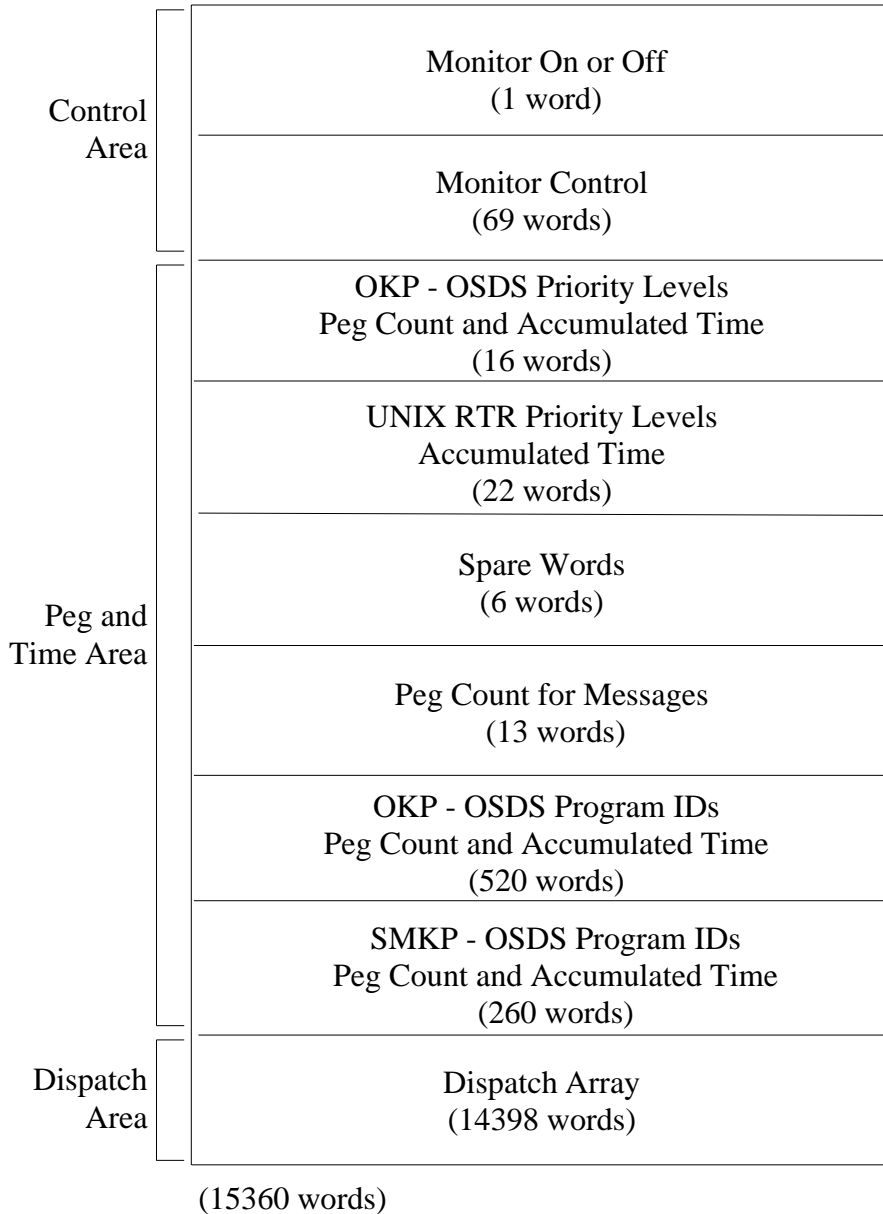 Control
Area
Monitor On or Off
(1 word)
Monitor Control
(69 words)
Peg and
Time Area
OKP - OSDS Priority Levels
Peg Count and Accumulated Time
(16 words)
UNIX RTR Priority Levels
Accumulated Time
(22 words)
Spare Words
(6 words)
Peg Count for Messages
(13 words)
OKP - OSDS Program IDs
Peg Count and Accumulated Time
(520 words)
SMKP - OSDS Program IDs
Peg Count and Accumulated Time
(260 words)
Dispatch
Area
Dispatch Array
(14398 words)
(15360 words)